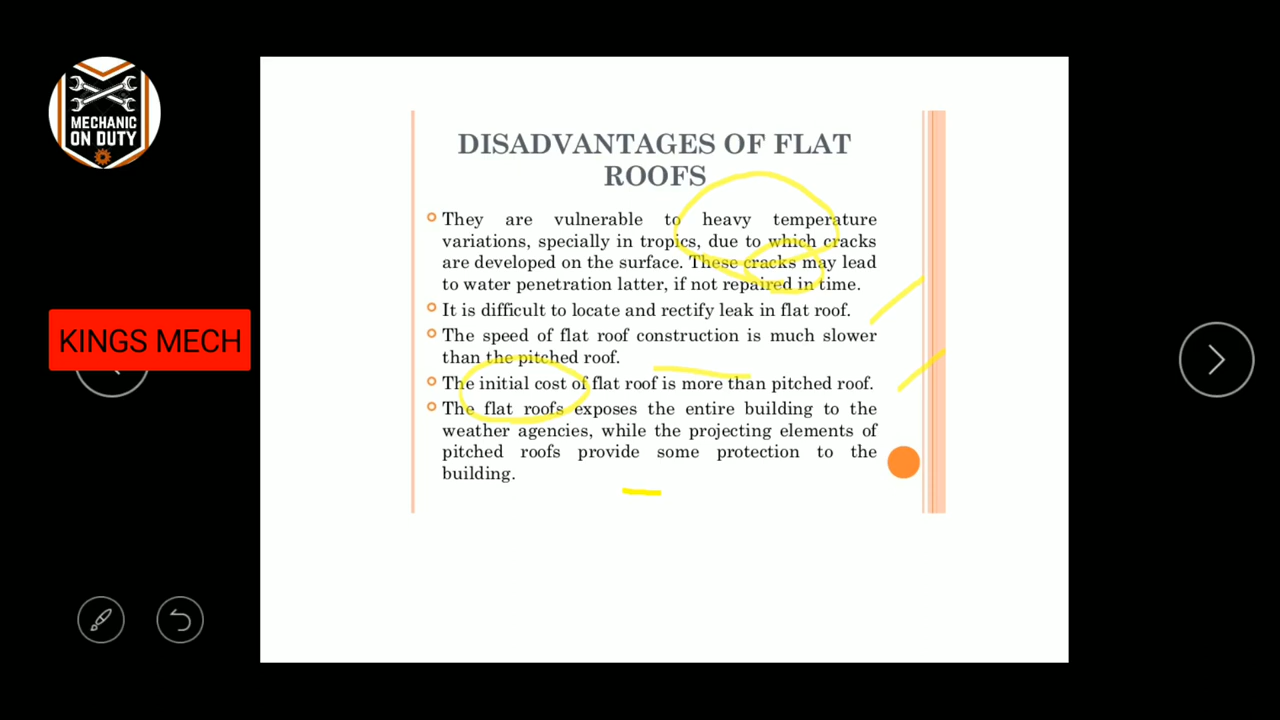 MECHANIC
ON DUTY
KINGS MECH
DISADVANTAGES OF FLAT
ROOFS
They are vulnerable to heavy temperature
variations, specially in tropics, due to which cracks
are developed on the surface. These cracks may lead
to water penetration latter, if not repaired in time.
It is difficult to locate and rectify leak in flat roof.
The speed of flat roof construction is much slower
than the pitched roof.
The initial cost of flat roof is more than pitched roof.
The flat roofs exposes the entire building to the
weather agencies, while the projecting elements of
pitched roofs provide some protection to the
building.